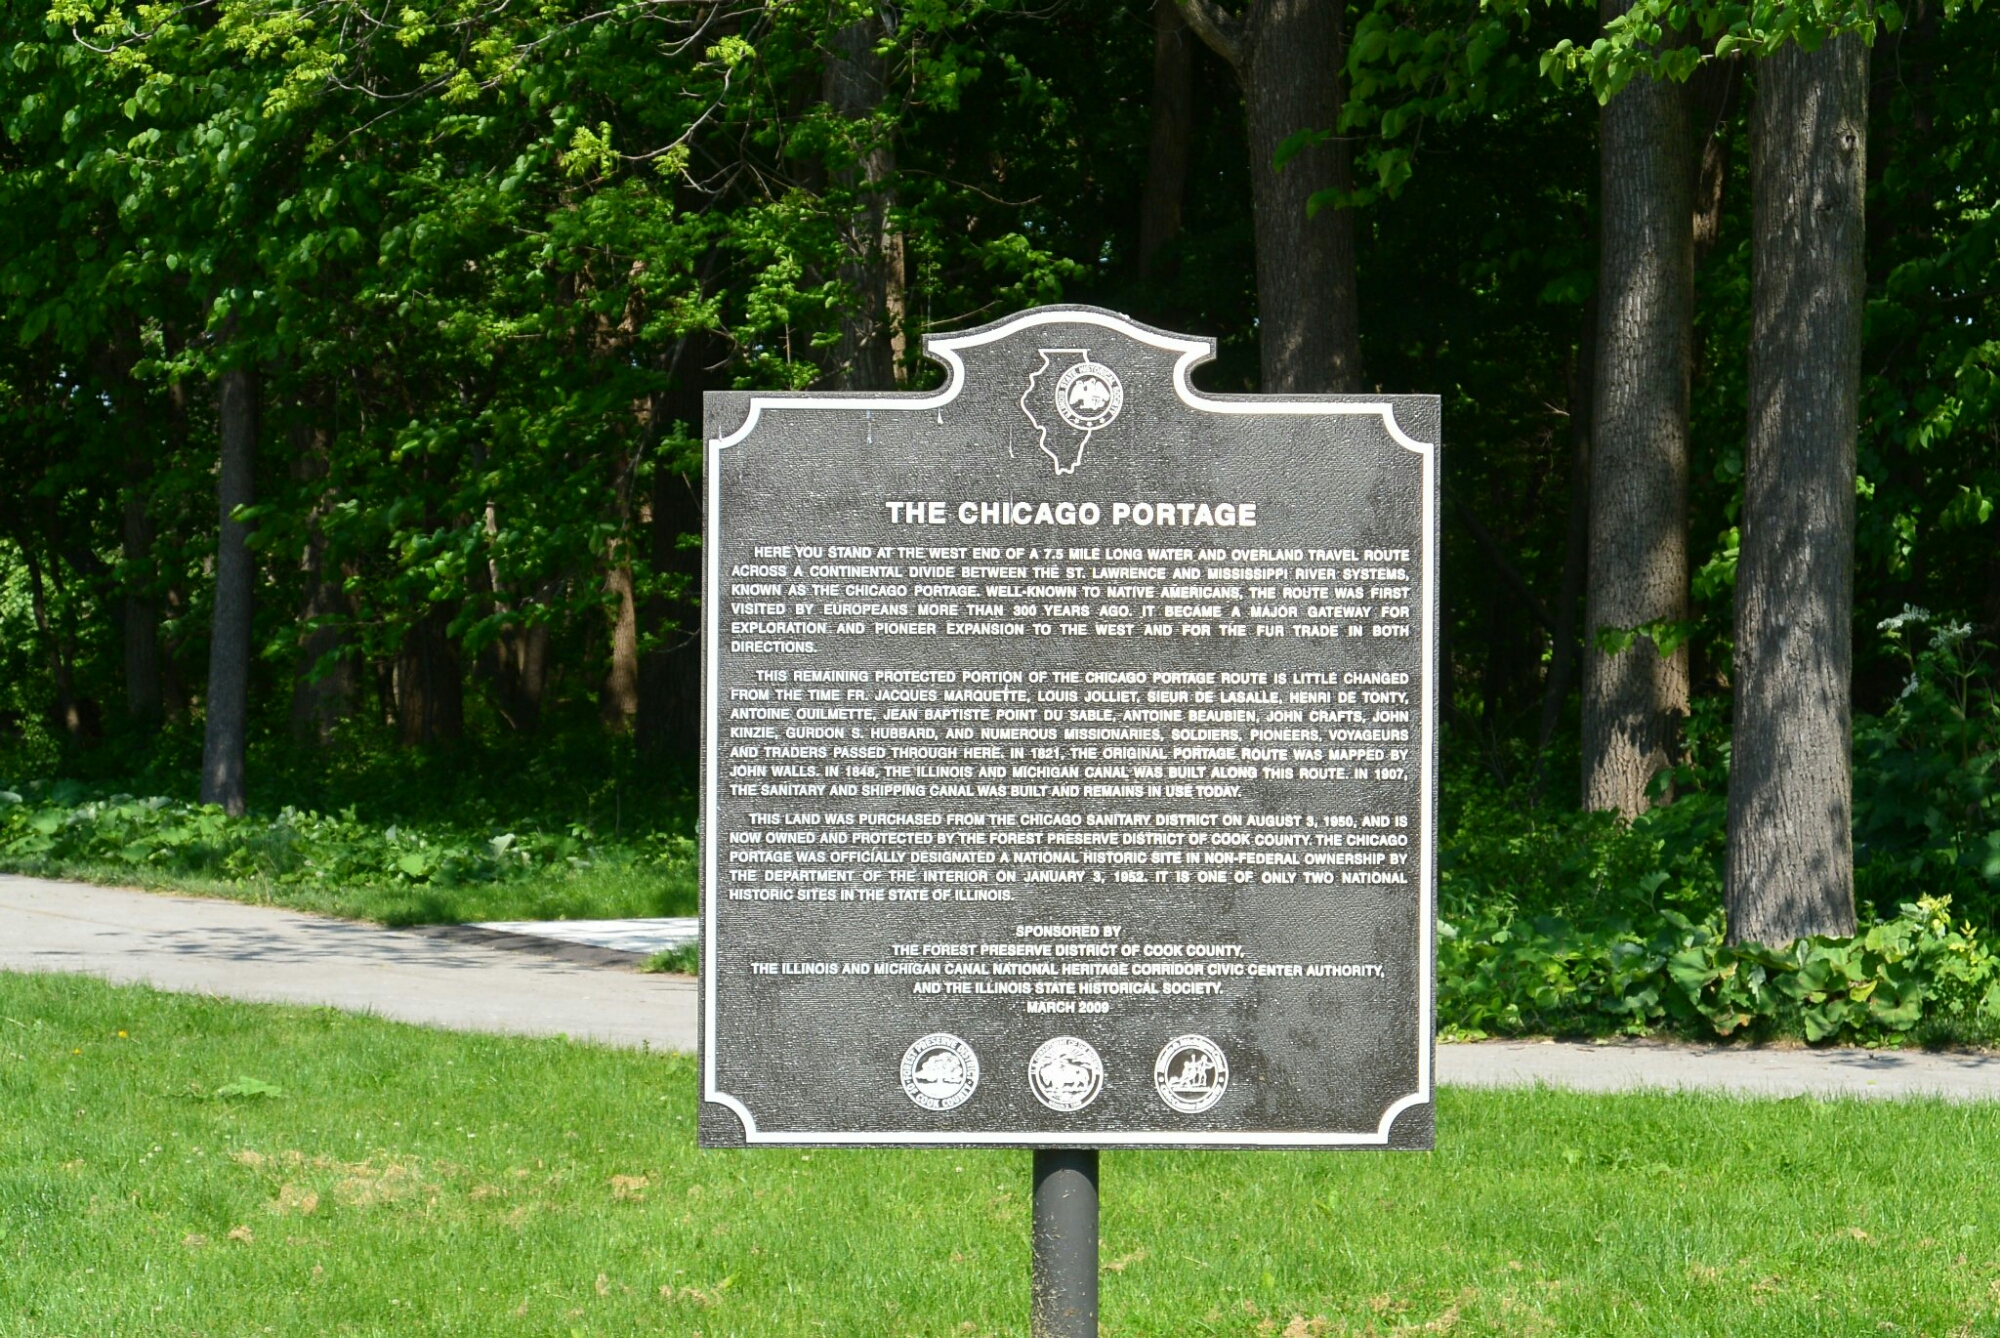 STATE HISTORICAL SOCIETY
THE CHICAGO PORTAGE
HERE YOU STAND AT THE WEST END OF A 7.5 MILE LONG WATER AND OVERLAND TRAVEL ROUTE
ACROSS A CONTINENTAL DIVIDE BETWEEN THE ST. LAWRENCE AND MISSISSIPPI RIVER SYSTEMS,
KNOWN AS THE CHICAGO PORTAGE. WELL-KNOWN TO NATIVE AMERICANS, THE ROUTE WAS FIRST
VISITED BY EUROPEANS MORE THAN 300 YEARS AGO. IT BECAME A MAJOR GATEWAY FOR
EXPLORATION AND PIONEER EXPANSION TO THE WEST AND FOR THE FUR TRADE IN BOTH
DIRECTIONS.
THIS REMAINING PROTECTED PORTION OF THE CHICAGO PORTAGE ROUTE IS LITTLE CHANGED
FROM THE TIME FR. JACQUES MARQUETTE, LOUIS JOLLIET, SIEUR DE LASALLE, HENRI DE TONTY,
ANTOINE OUILMETTE, JEAN BAPTISTE POINT DU SABLE, ANTOINE BEAUBIEN, JOHN CRAFTS, JOHN
KINZIE, GURDON S. HUBBARD, AND NUMEROUS MISSIONARIES, SOLDIERS, PIONEERS, VOYAGEURS
AND TRADERS PASSED THROUGH HERE. IN 1821, THE ORIGINAL PORTAGE ROUTE WAS MAPPED BY
JOHN WALLS. IN 1848, THE ILLINOIS AND MICHIGAN CANAL WAS BUILT ALONG THIS ROUTE. IN 1907,
THE SANITARY AND SHIPPING CANAL WAS BUILT AND REMAINS IN USE TODAY.
THIS LAND WAS PURCHASED FROM THE CHICAGO SANITARY DISTRICT ON AUGUST 3, 1950, AND IS
NOW OWNED AND PROTECTED BY THE FOREST PRESERVE DISTRICT OF COOK COUNTY. THE CHICAGO
PORTAGE WAS OFFICIALLY DESIGNATED A NATIONAL HISTORIC SITE IN NON-FEDERAL OWNERSHIP BY
THE DEPARTMENT OF THE INTERIOR ON JANUARY 3, 1952. IT IS ONE OF ONLY TWO NATIONAL
HISTORIC SITES IN THE STATE OF ILLINOIS.
SPONSORED BY
THE FOREST PRESERVE DISTRICT OF COOK COUNTY,
THE ILLINOIS AND MICHIGAN CANAL NATIONAL HERITAGE CORRIDOR CIVIC CENTER AUTHORITY,
AND THE ILLINOIS STATE HISTORICAL SOCIETY.
MARCH 2009
FOREST PRESERVE DISTRICT OF COOK COUNTY